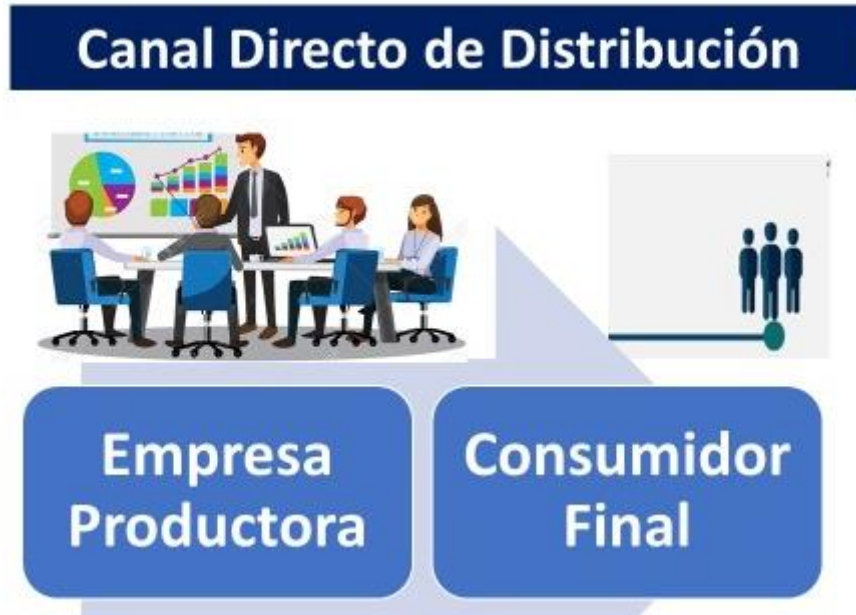 Canal Directo de Distribución
Empresa
Productora
Consumidor
Final